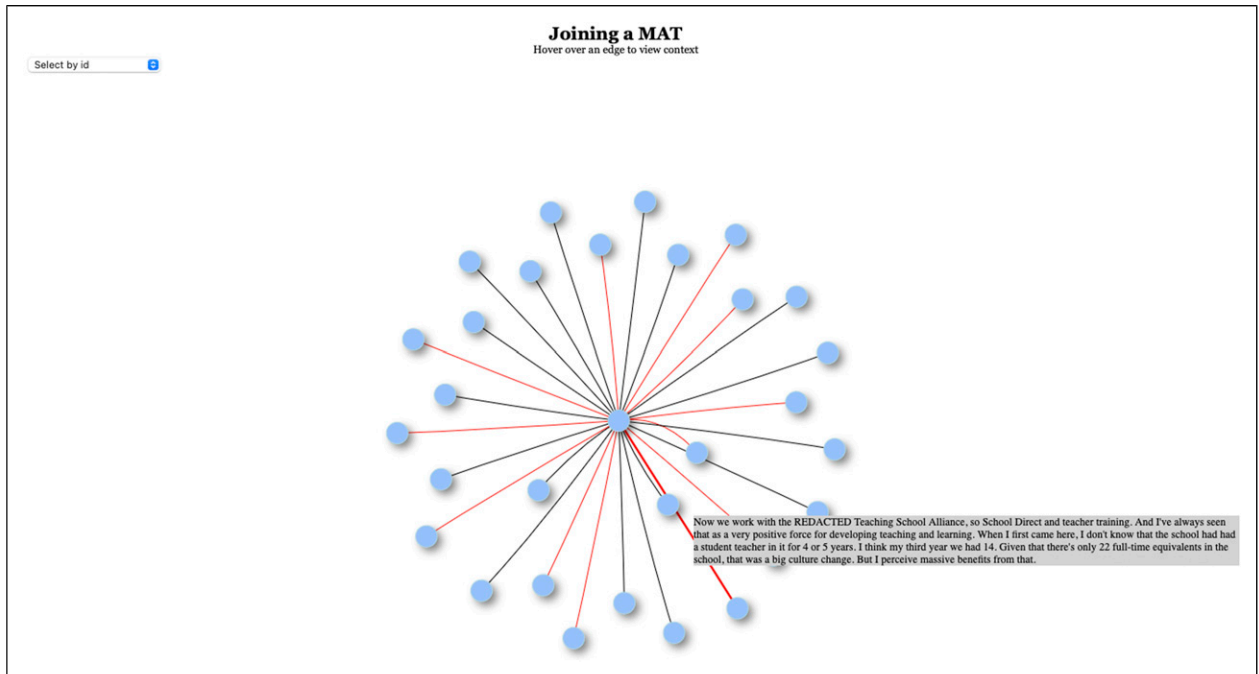 Joining a MAT
Hover over an edge to view context
Select by id
Now we work with the REDACTED Teaching School Alliance, so School Direct and teacher training. And I've always seen
that as a very positive force for developing teaching and learning. When I first came here, I don't know that the school had had
a student teacher in it for 4 or 5 years. I think my third year we had 14. Given that there's only 22 full-time equivalents in the
school, that was a big culture change. But I perceive massive benefits from that.